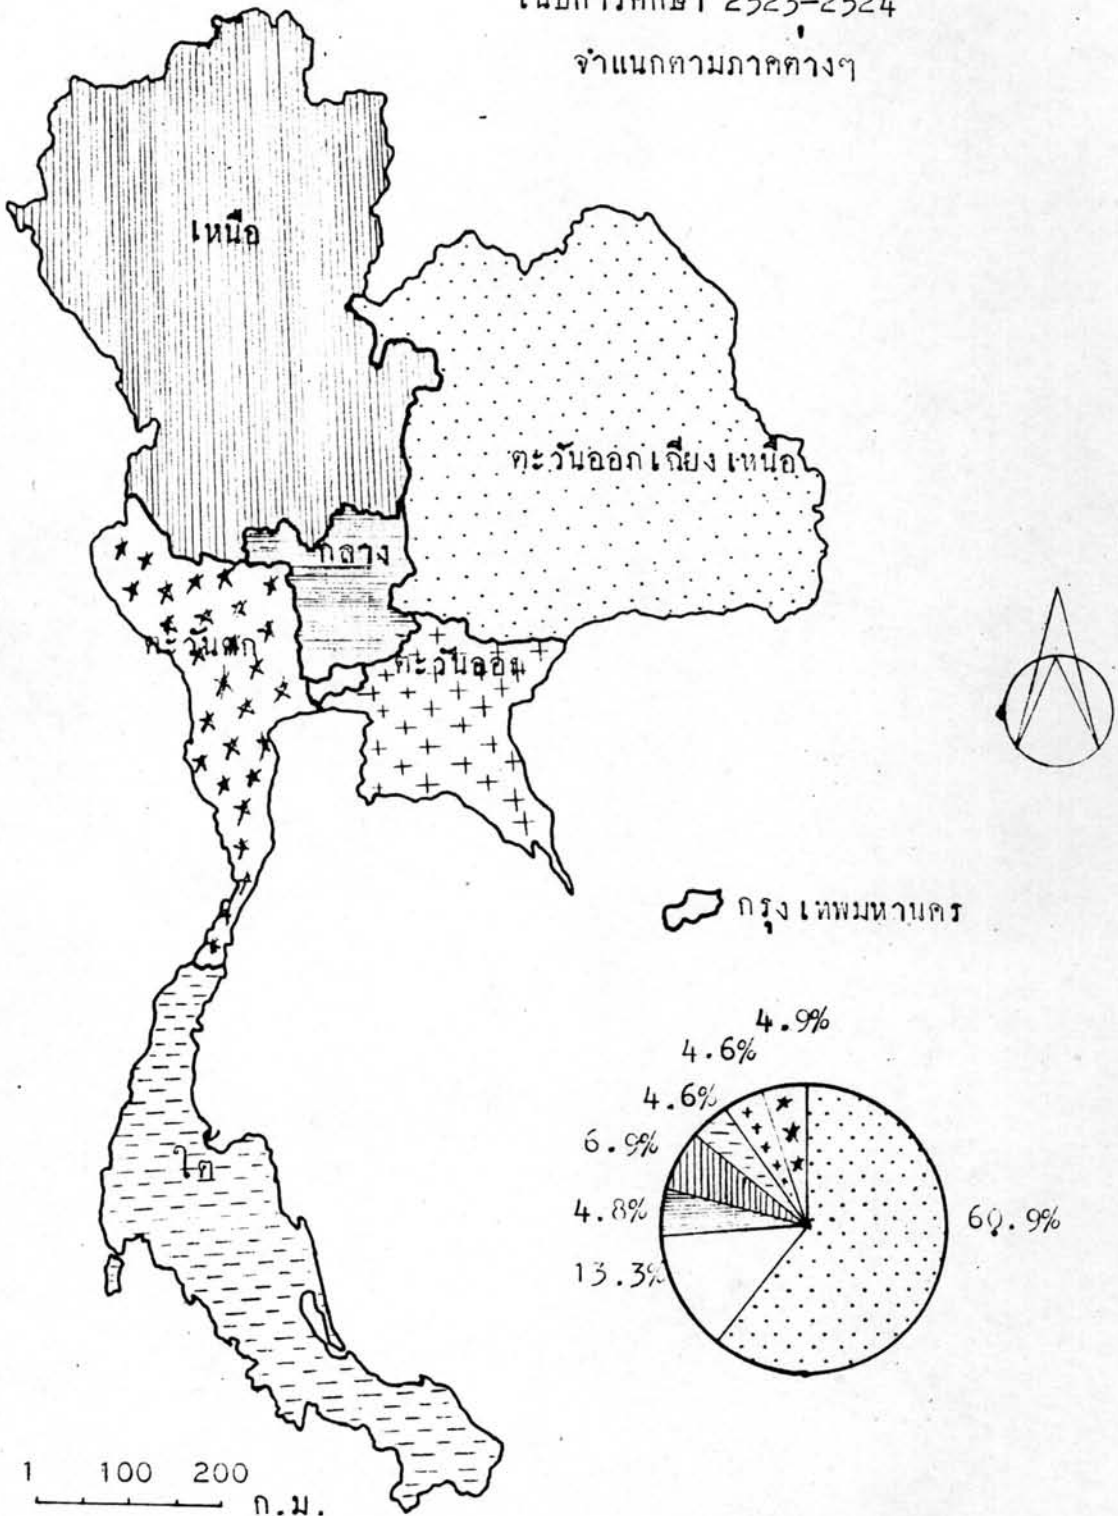 ในปีการศึกษา 2523-2524
จำแนกตามภาคต่างๆ
เหนือ
ตะวันออกเฉียงเหนือ
กลาง
ตะวันตก
ตะวันออก
กรุงเทพมหานคร
4.9%
4.6%
4.6%
6.9%
4.8%
60.9%
13.3%
ใต้
1 100 200
ก.ม.